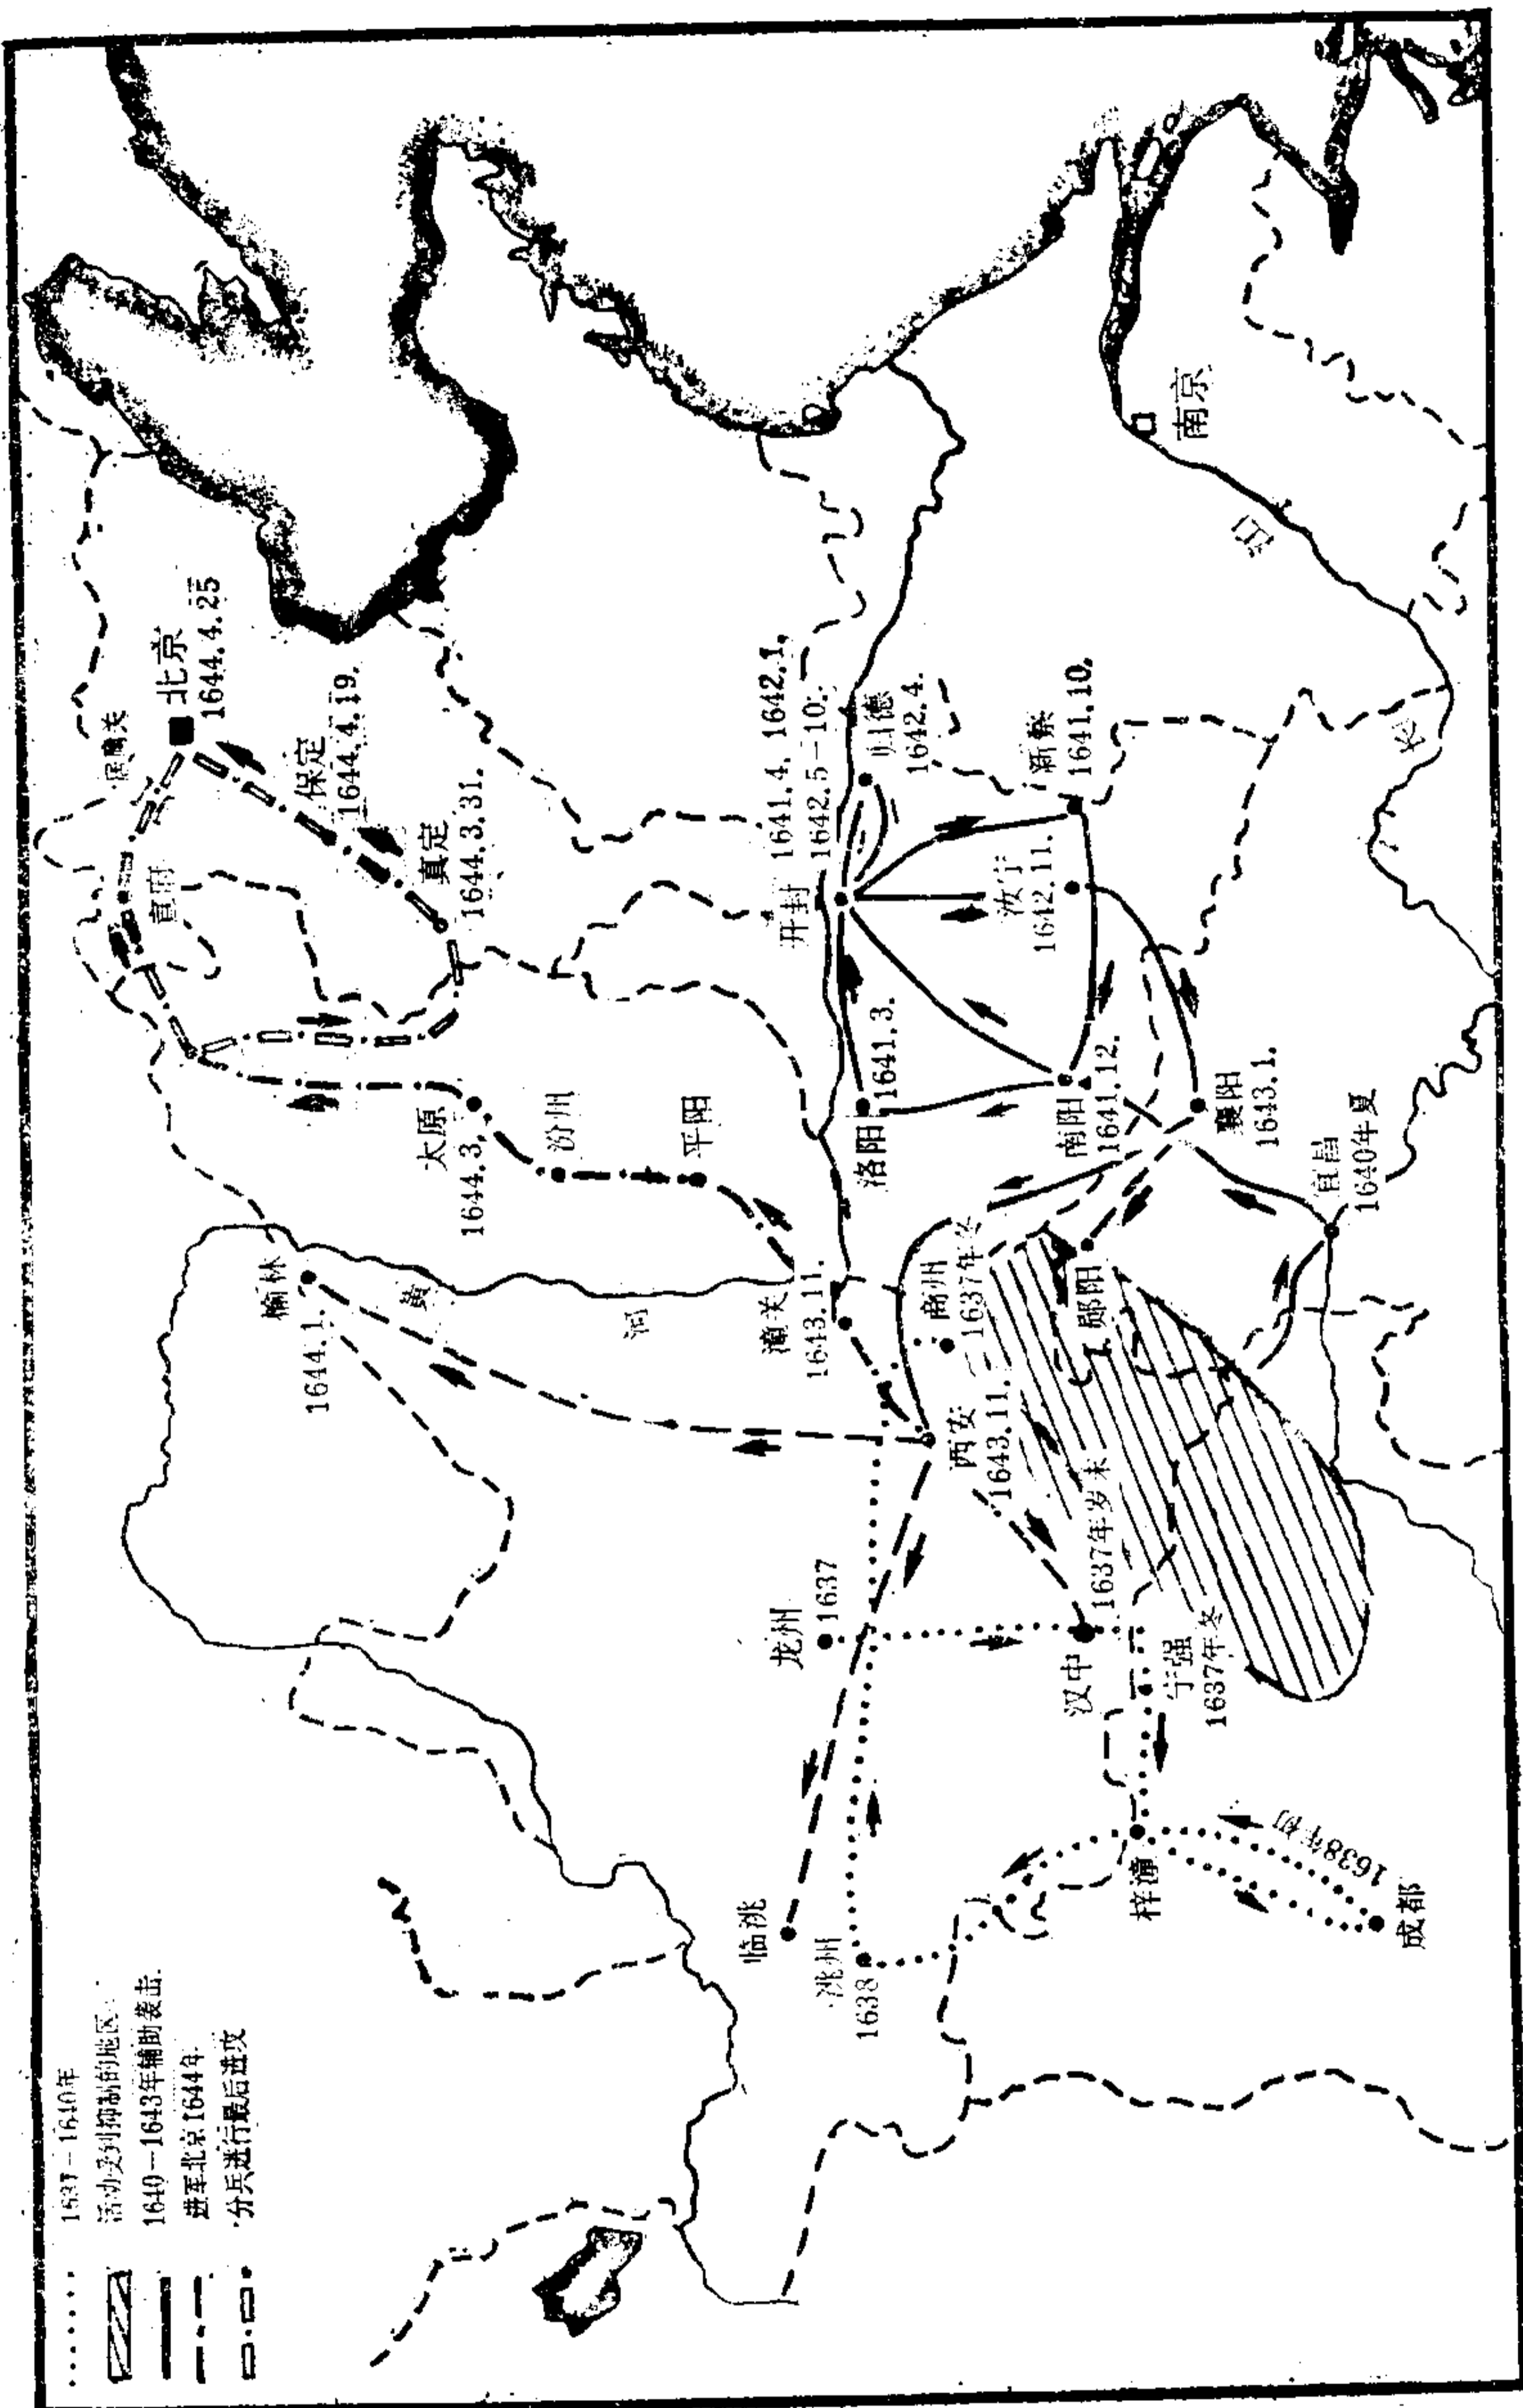 1637-1640年
活动受到抑制的地区
1640-1643年辅助袭击
进军北京1644年
分兵进行最后进攻
北京
1644.4.25
居庸关
宣府
保定
1644.4.19.
真定
1644.3.31.
太原
1644.3.
汾州
平阳
榆林
1644.1.
黄
河
潼关
1643.11.
商州
1637年冬
西安
1643.11.
开封
1641.4. 1642.1.
1642.5-10.
归德
1642.4.
新蔡
1641.10.
汝宁
1642.11.
洛阳
1641.3.
南阳
1641.12.
襄阳
1643.1.
宜昌
1640年夏
郧阳
龙州
1637
汉中
1637年岁末
宁强
1637年冬
临洮
洮州
1638
梓潼
成都
1638年初
南京
长
江